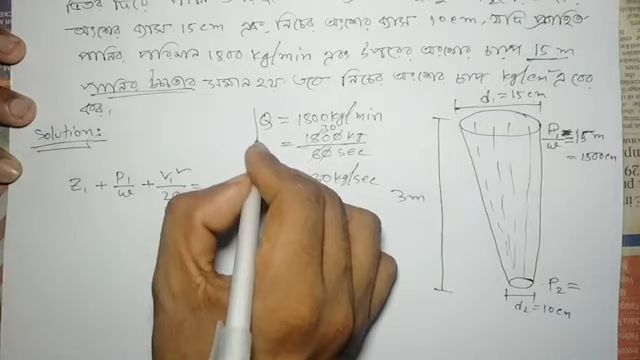 অংশের ব্যাস 15cm এবং নিচের অংশের ব্যাস 10cm, যদি প্রবাহিত
পানির পরিমান 1800 kg/min এবং উপরের অংশের চাপ 15 m
পানির উচ্চতার সমান হয় তবে নিচের অংশের চাপ kg/cm² এ বের
কর।
Solution:
Q = 1800kg/min
= 1800 kg
60 sec
30kg/sec
Z₁ + P₁/w + V₁²/2g =
d₁ = 15cm
P₁/w = 15m
= 1500cm
3m
P₂ =
d₂ = 10cm